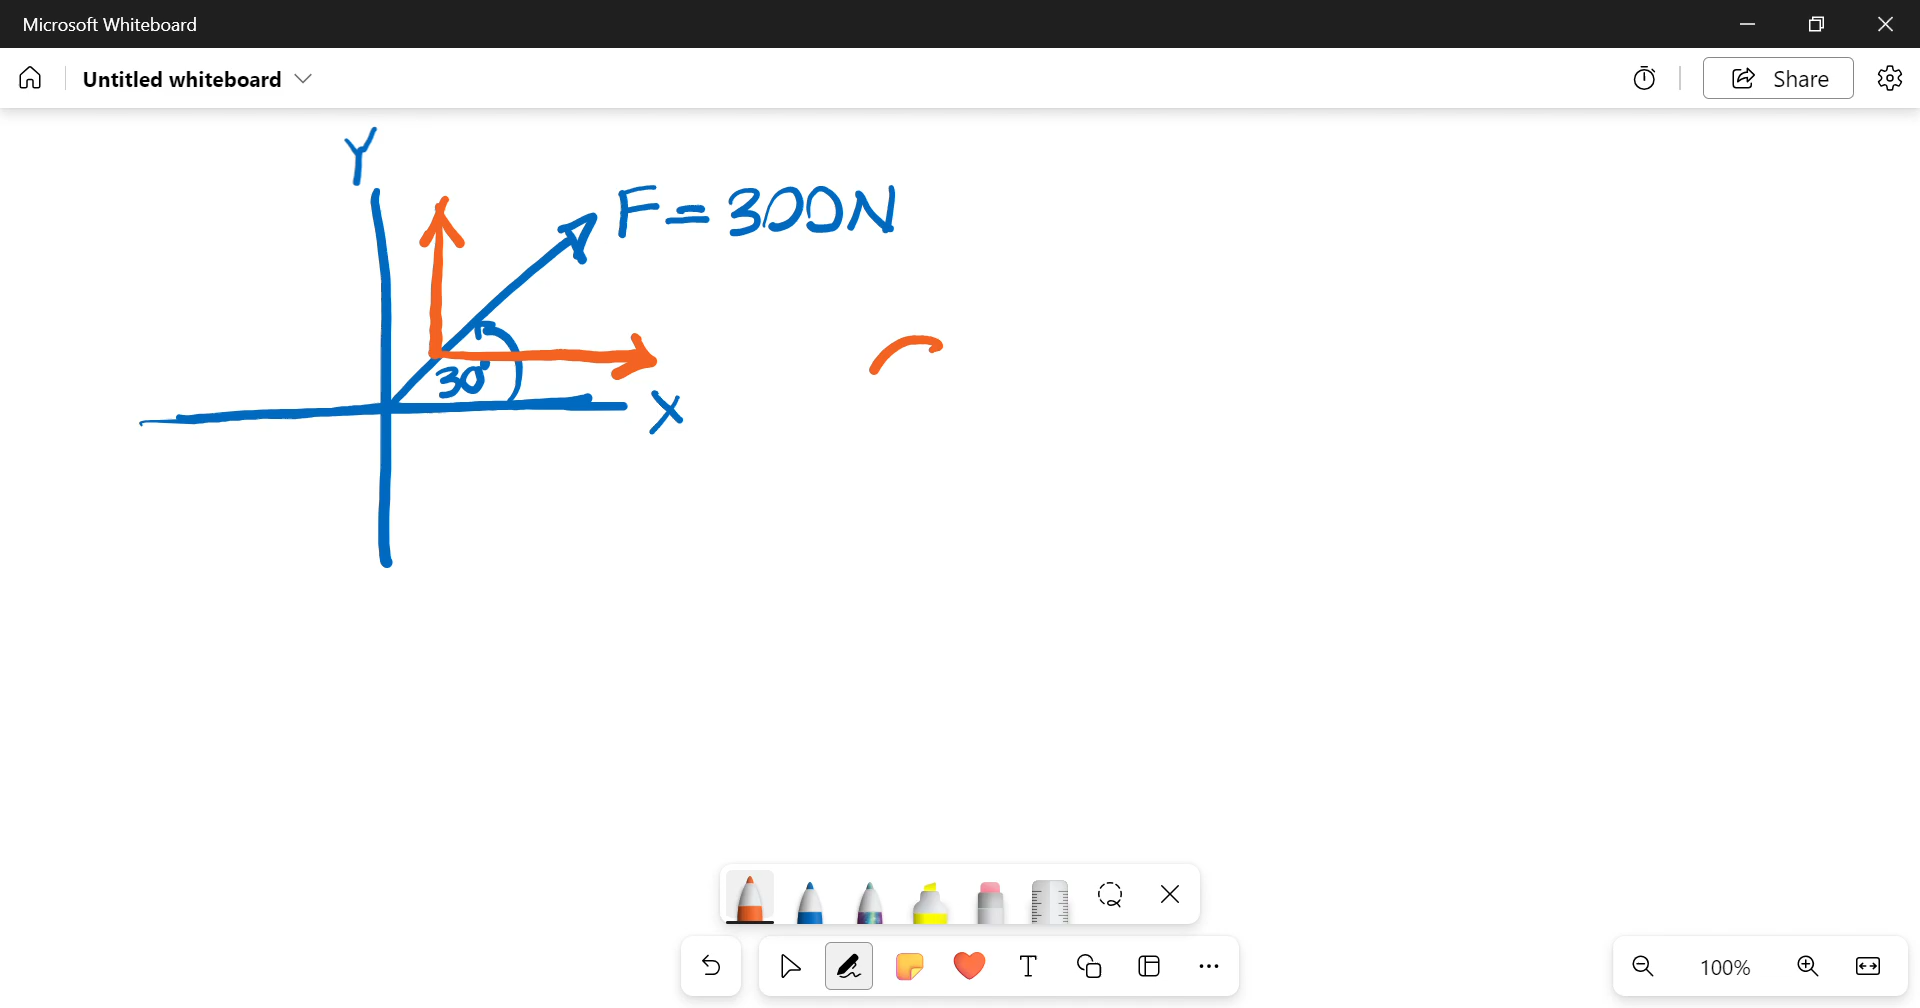 Microsoft Whiteboard
Untitled whiteboard
Share
Y
F = 300N
30°
X
T
100%